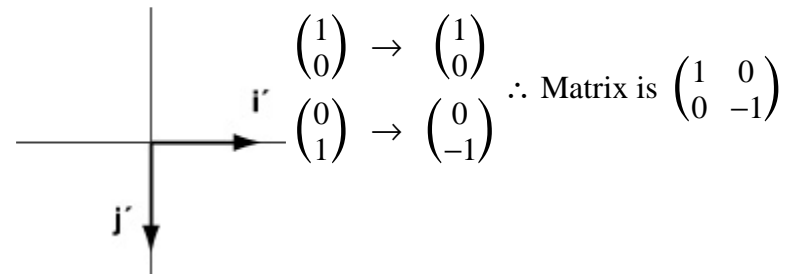 i´
j´
(1 0) → (1 0)
(0 1) → (0 −1)
∴ Matrix is (1 0 0 −1)